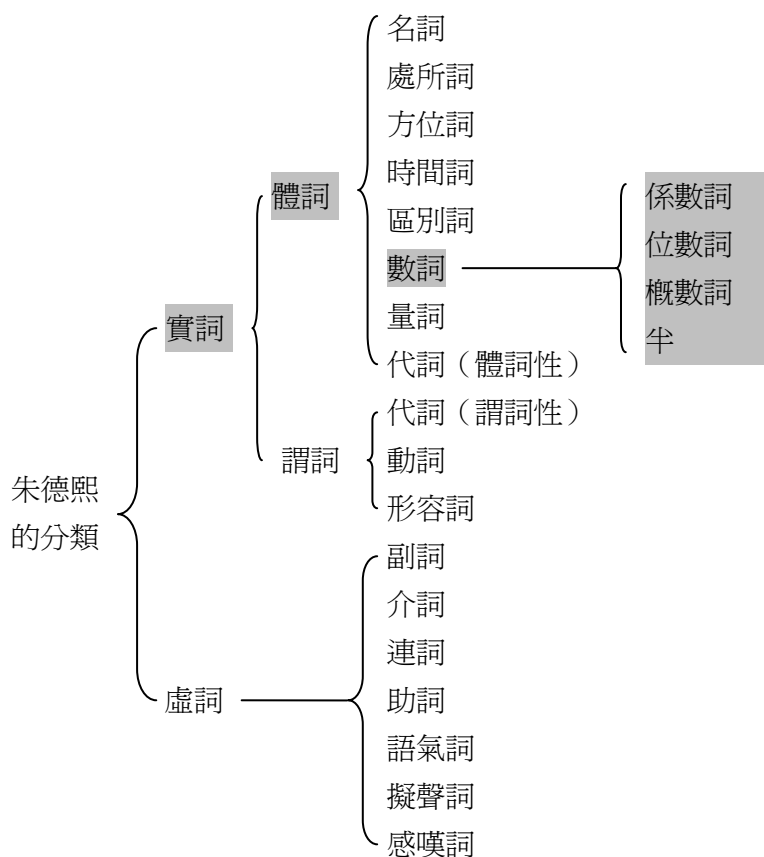 朱德熙
的分類
實詞
體詞
名詞
處所詞
方位詞
時間詞
區別詞
數詞
係數詞
位數詞
概數詞
半
量詞
代詞（體詞性）
謂詞
代詞（謂詞性）
動詞
形容詞
虛詞
副詞
介詞
連詞
助詞
語氣詞
擬聲詞
感嘆詞